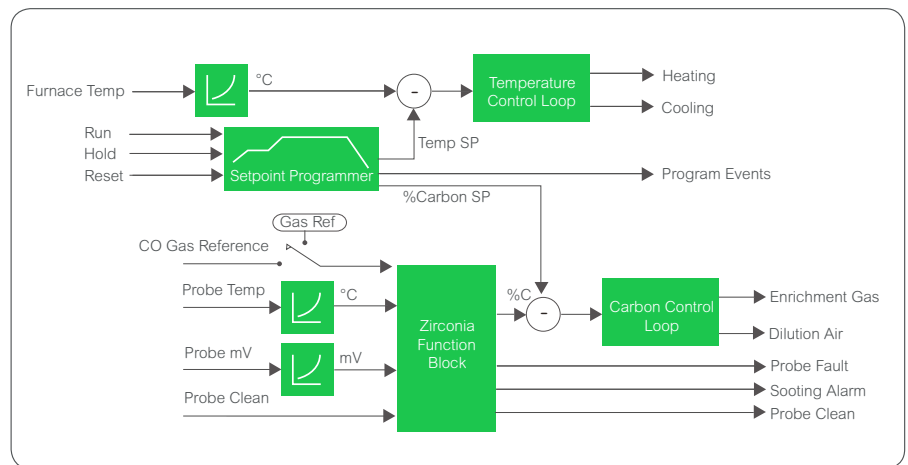 °C
Furnace Temp
-
Temperature
Control Loop
Heating
Cooling
Run
Hold
Reset
Setpoint Programmer
Temp SP
Program Events
%Carbon SP
Gas Ref
CO Gas Reference
Probe Temp
°C
Probe mV
mV
Probe Clean
Zirconia
Function
Block
%C
-
Carbon Control
Loop
Enrichment Gas
Dilution Air
Probe Fault
Sooting Alarm
Probe Clean